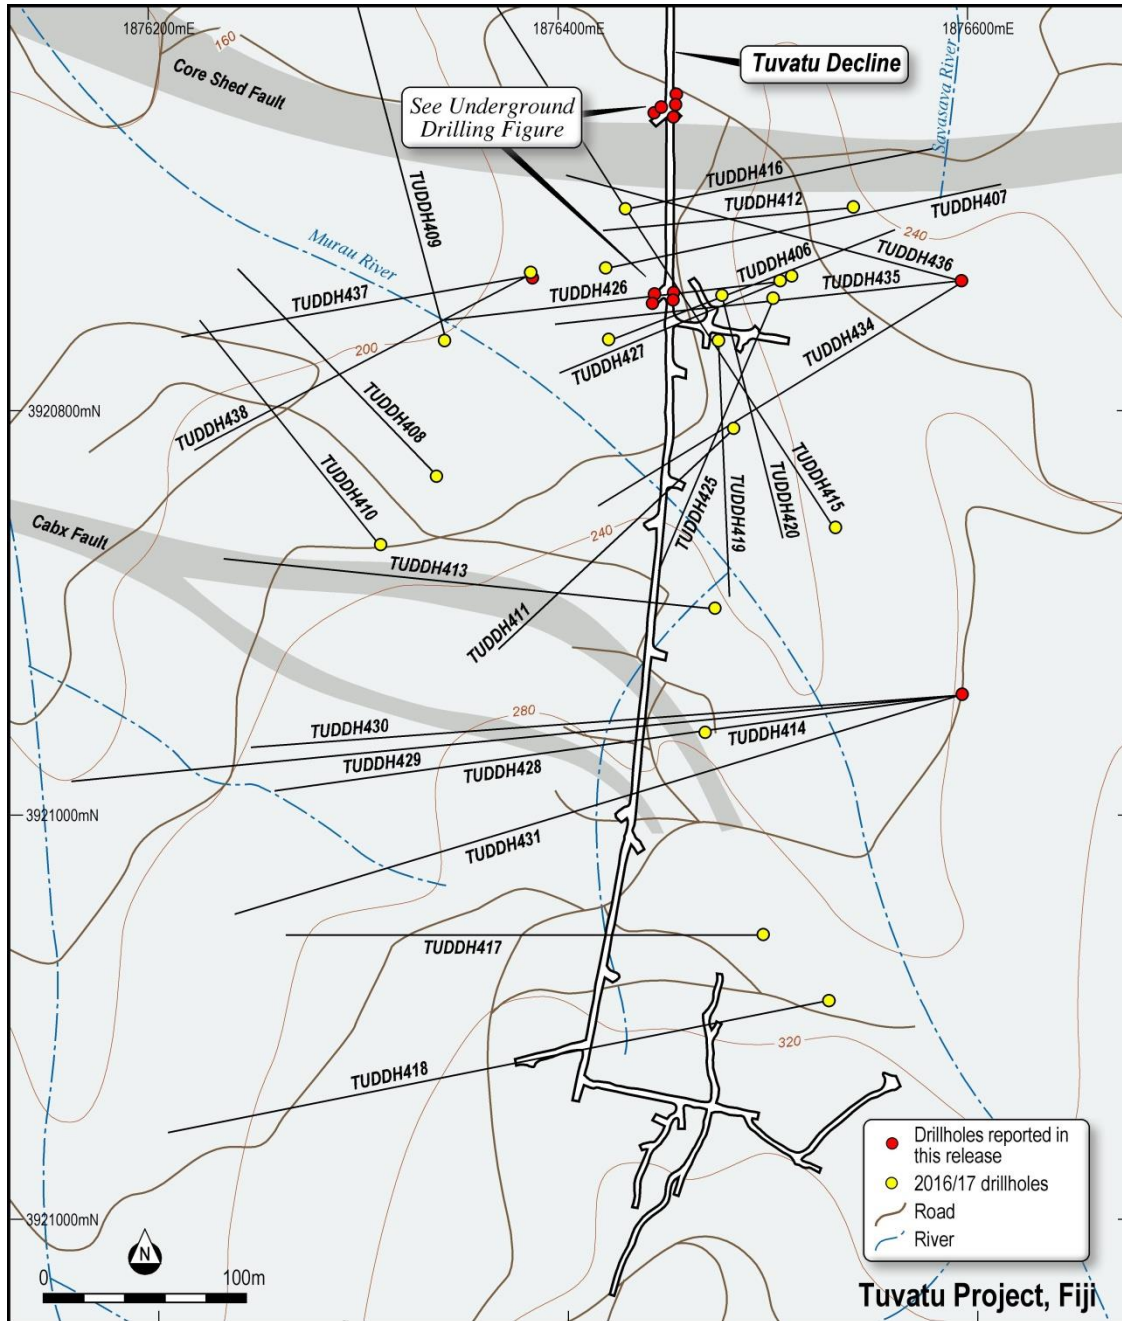 1876200mE
1876400mE
1876600mE
160
Core Shed Fault
Tuvatu Decline
See Underground
Drilling Figure
Savasava River
TUDDH416
TUDDH412
TUDDH407
TUDDH409
Murau River
240
TUDDH406
TUDDH436
TUDDH437
TUDDH426
TUDDH435
TUDDH434
200
TUDDH427
3920800mN
TUDDH438
TUDDH408
TUDDH410
TUDDH415
TUDDH425
TUDDH419
TUDDH420
Cabx Fault
240
TUDDH413
TUDDH411
280
TUDDH430
TUDDH414
TUDDH429
TUDDH428
3921000mN
TUDDH431
TUDDH417
320
TUDDH418
Drillholes reported in
this release
2016/17 drillholes
Road
River
3921000mN
N
0 100m
Tuvatu Project, Fiji